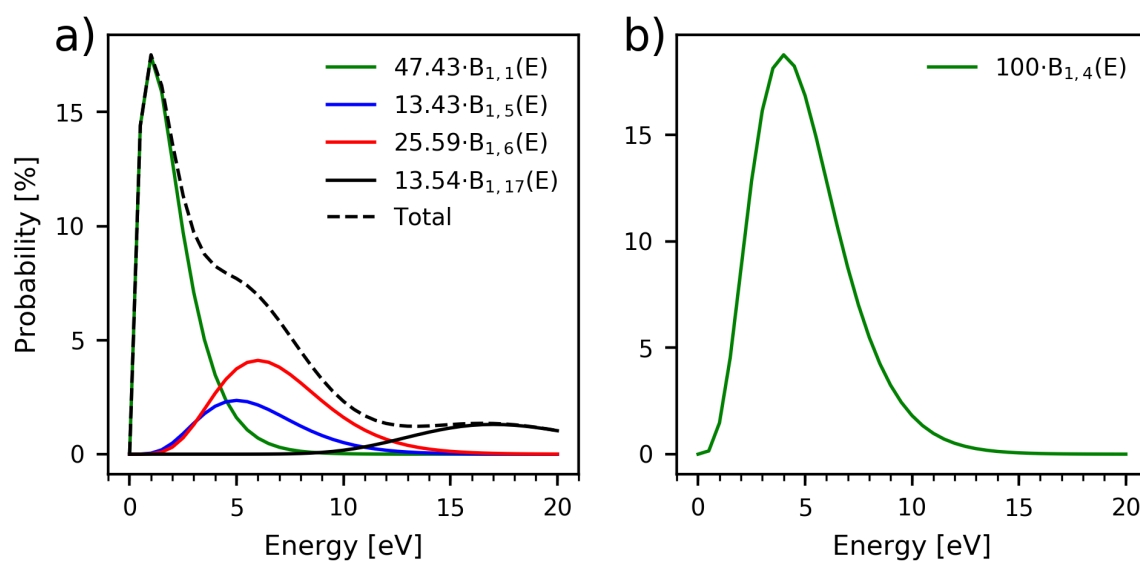 a)
47.43·B1,1(E)
13.43·B1,5(E)
25.59·B1,6(E)
13.54·B1,17(E)
Total
Probability [%]
15
10
5
0
0 5 10 15 20
Energy [eV]
b)
100·B1,4(E)
15
10
5
0
0 5 10 15 20
Energy [eV]